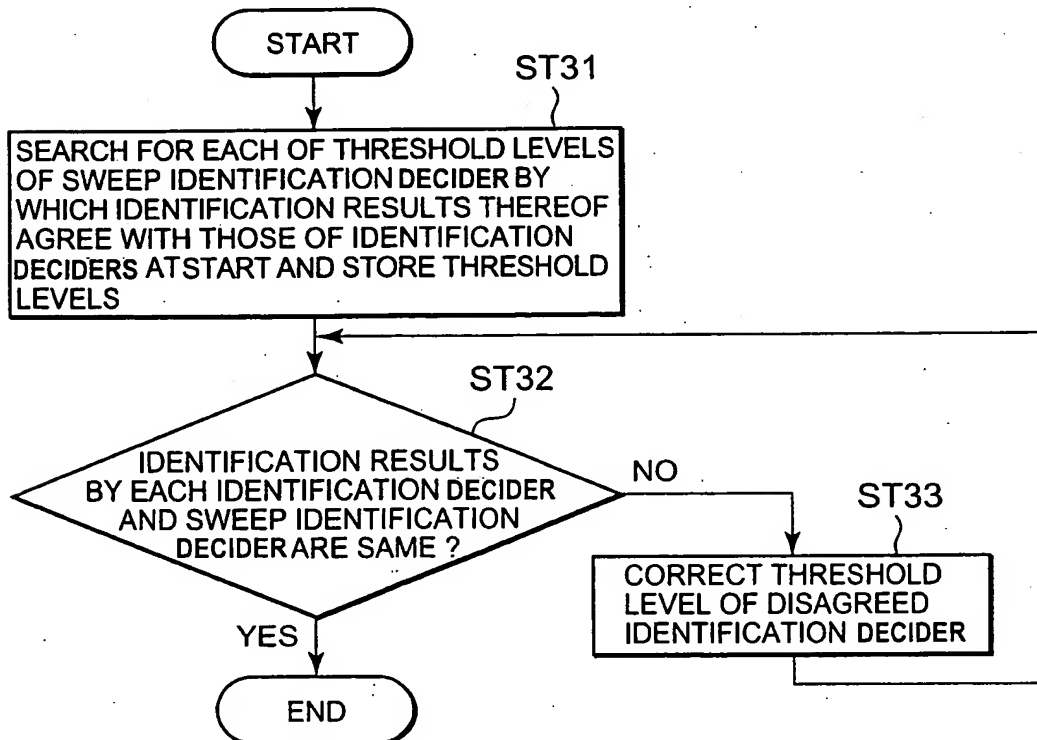 START
ST31
SEARCH FOR EACH OF THRESHOLD LEVELS
OF SWEEP IDENTIFICATION DECIDER BY
WHICH IDENTIFICATION RESULTS THEREOF
AGREE WITH THOSE OF IDENTIFICATION
DECIDERS AT START AND STORE THRESHOLD
LEVELS
ST32
IDENTIFICATION RESULTS
BY EACH IDENTIFICATION DECIDER
AND SWEEP IDENTIFICATION
DECIDER ARE SAME ?
NO
ST33
CORRECT THRESHOLD
LEVEL OF DISAGREED
IDENTIFICATION DECIDER
YES
END